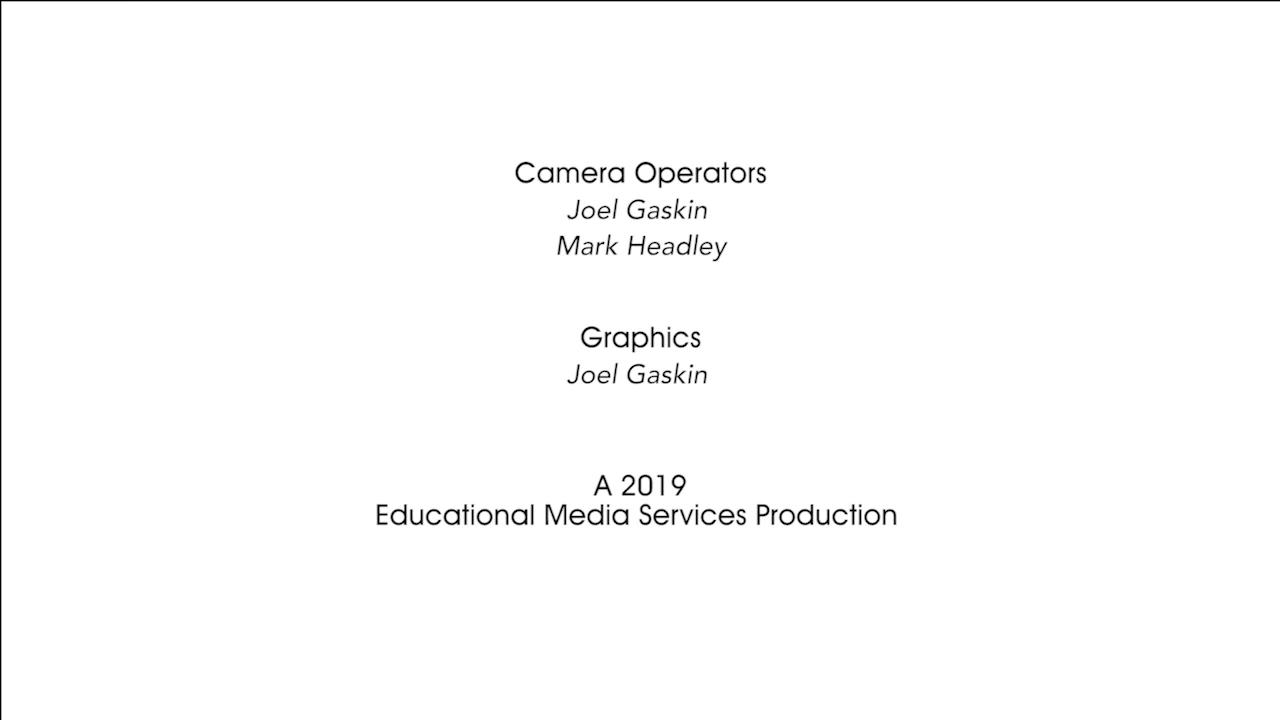 Camera Operators
Joel Gaskin
Mark Headley
Graphics
Joel Gaskin
A 2019
Educational Media Services Production